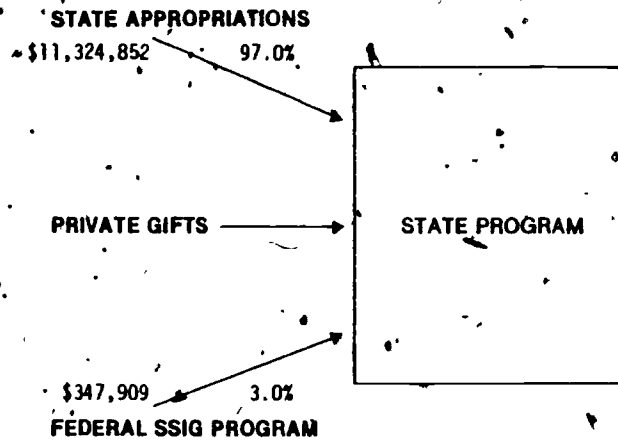 STATE APPROPRIATIONS
$11,324,852 97.0%
PRIVATE GIFTS
STATE PROGRAM
$347,909 3.0%
FEDERAL SSIG PROGRAM